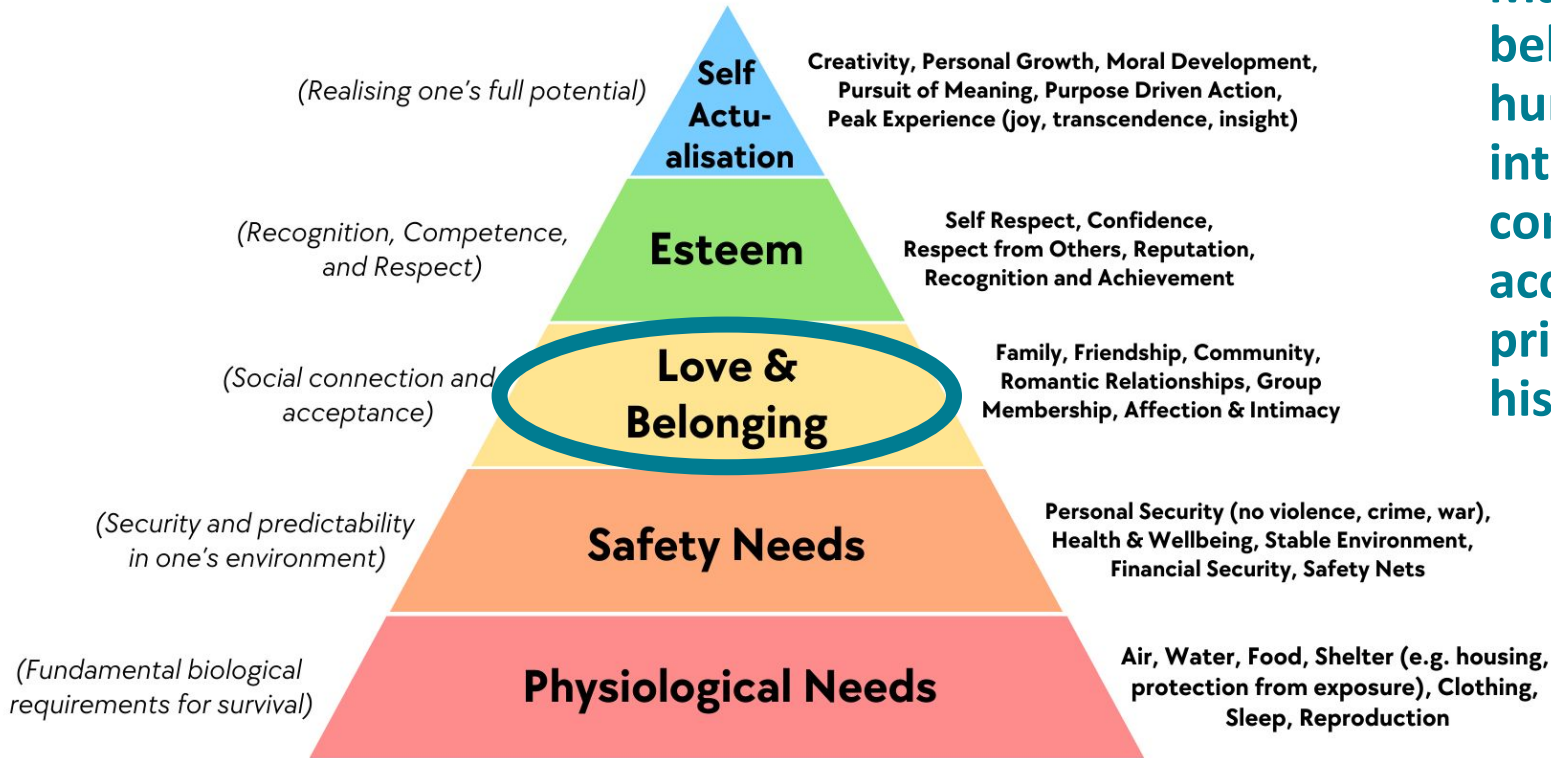 Self
Actu-
alisation
(Realising one's full potential)
Creativity, Personal Growth, Moral Development,
Pursuit of Meaning, Purpose Driven Action,
Peak Experience (joy, transcendence, insight)
Esteem
(Recognition, Competence,
and Respect)
Self Respect, Confidence,
Respect from Others, Reputation,
Recognition and Achievement
Love &
Belonging
(Social connection and
acceptance)
Family, Friendship, Community,
Romantic Relationships, Group
Membership, Affection & Intimacy
Safety Needs
(Security and predictability
in one's environment)
Personal Security (no violence, crime, war),
Health & Wellbeing, Stable Environment,
Financial Security, Safety Nets
Physiological Needs
(Fundamental biological
requirements for survival)
Air, Water, Food, Shelter (e.g. housing,
protection from exposure), Clothing,
Sleep, Reproduction